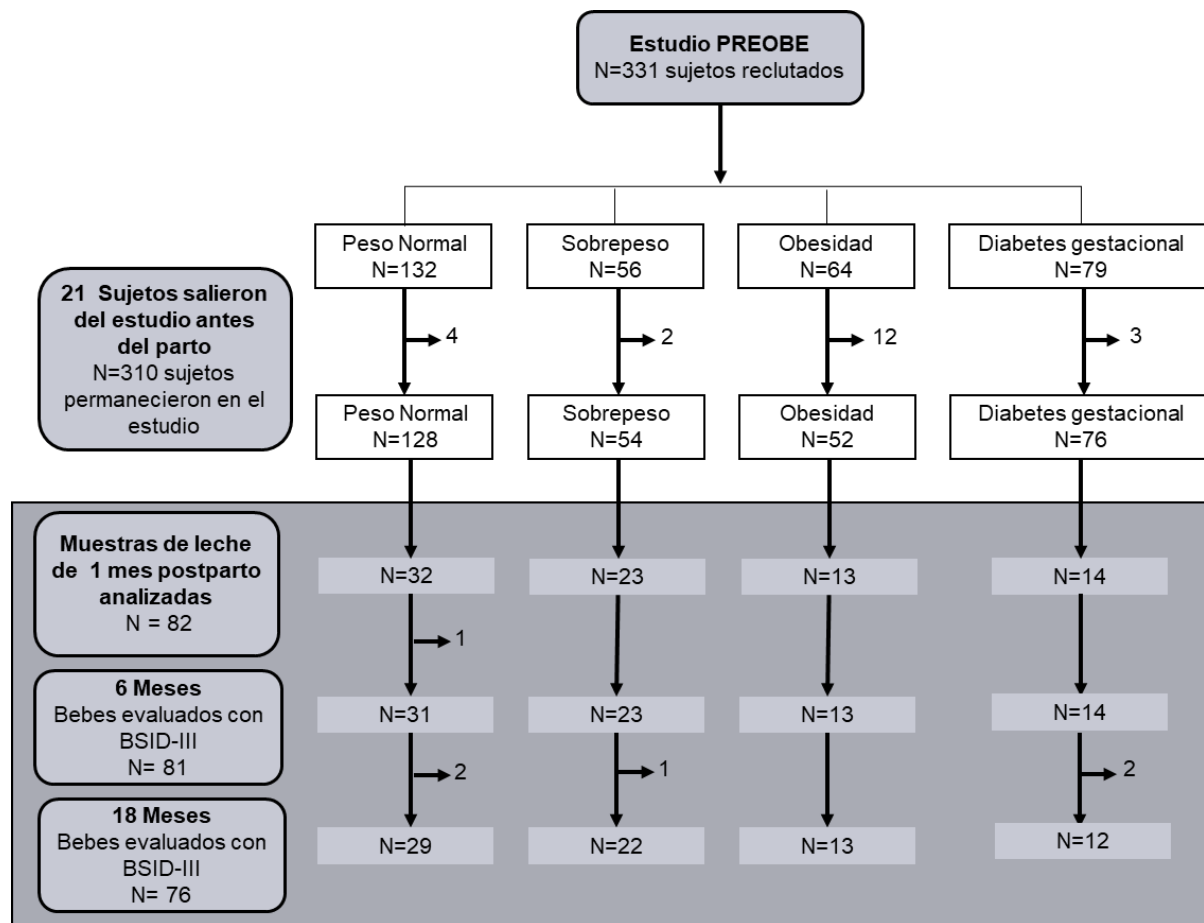 Estudio PREOBE
N=331 sujetos reclutados
Peso Normal
N=132
Sobrepeso
N=56
Obesidad
N=64
Diabetes gestacional
N=79
21 Sujetos salieron
del estudio antes
del parto
N=310 sujetos
permanecieron en el
estudio
4
2
12
3
Peso Normal
N=128
Sobrepeso
N=54
Obesidad
N=52
Diabetes gestacional
N=76
Muestras de leche
de 1 mes postparto
analizadas
N = 82
N=32
N=23
N=13
N=14
1
6 Meses
Bebes evaluados con
BSID-III
N= 81
N=31
N=23
N=13
N=14
2
1
2
18 Meses
Bebes evaluados con
BSID-III
N= 76
N=29
N=22
N=13
N=12